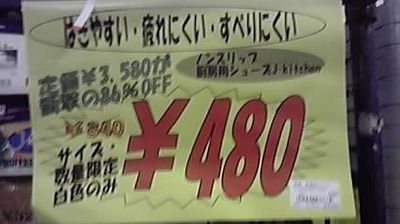 はきやすい・疲れにくい・すべりにくい
ノンスリップ
厨房用シューズJ-kitchen
定価¥3,580が
驚愕の86%OFF
¥840
¥480
サイズ・
数量限定
白色のみ